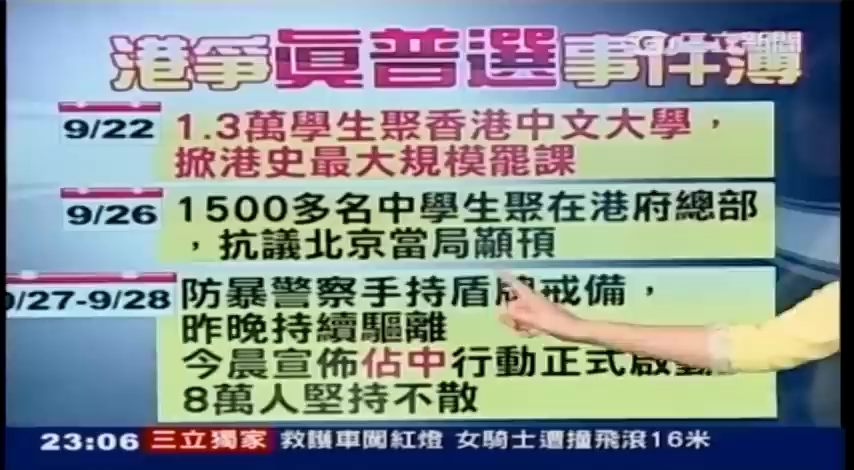 港爭真普選事件簿
9/22
1.3萬學生聚香港中文大學，
掀港史最大規模罷課
9/26
1500多名中學生聚在港府總部
，抗議北京當局顢頇
9/27-9/28
防暴警察手持盾牌戒備，
昨晚持續驅離
今晨宣佈佔中行動正式啟動
8萬人堅持不散
23:06 三立獨家 救護車闖紅燈 女騎士遭撞飛滾16米